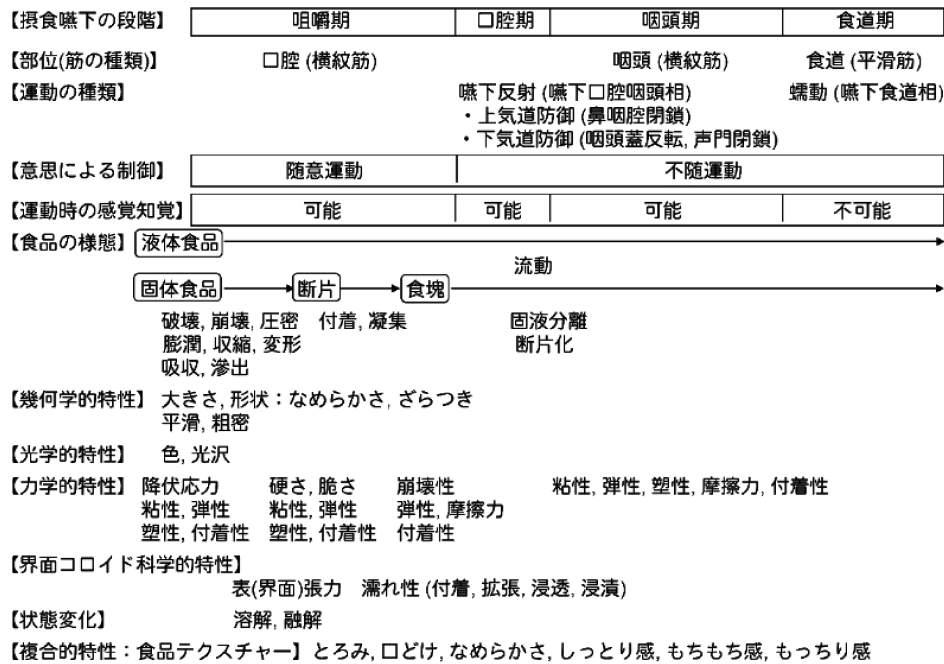 【摂食嚥下の段階】 咀嚼期 口腔期 咽頭期 食道期
【部位(筋の種類)】 口腔 (横紋筋) 咽頭 (横紋筋) 食道 (平滑筋)
【運動の種類】 嚥下反射 (嚥下口腔咽頭相) 蠕動 (嚥下食道相)
・上気道防御 (鼻咽腔閉鎖)
・下気道防御 (咽頭蓋反転, 声門閉鎖)
【意思による制御】 随意運動 不随運動
【運動時の感覚知覚】 可能 可能 可能 不可能
【食品の様態】 液体食品
流動
固体食品 断片 食塊
破壊, 崩壊, 圧密 付着, 凝集 固液分離
膨潤, 収縮, 変形 断片化
吸収, 滲出
【幾何学的特性】 大きさ, 形状：なめらかさ, ざらつき
平滑, 粗密
【光学的特性】 色, 光沢
【力学的特性】 降伏応力 硬さ, 脆さ 崩壊性 粘性, 弾性, 塑性, 摩擦力, 付着性
粘性, 弾性 粘性, 弾性 弾性, 摩擦力
塑性, 付着性 塑性, 付着性 付着性
【界面コロイド科学的特性】
表(界面)張力 濡れ性 (付着, 拡張, 浸透, 浸漬)
【状態変化】 溶解, 融解
【複合的特性：食品テクスチャー】とろみ, 口どけ, なめらかさ, しっとり感, もちもち感, もっちり感